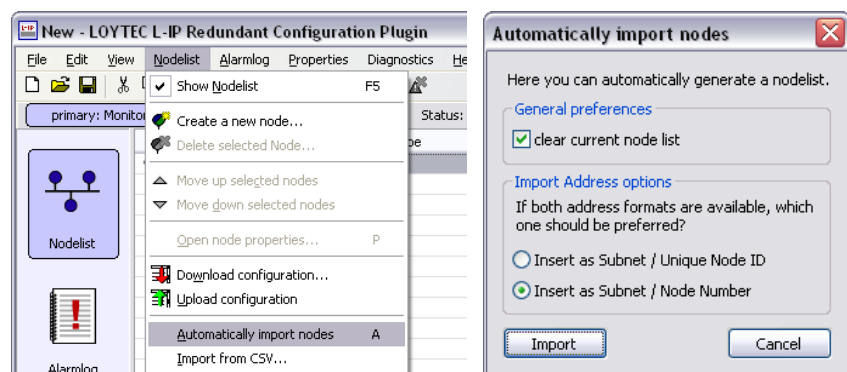 New - LOYTEC L-IP Redundant Configuration Plugin
File Edit View Nodelist Alarmlog Properties Diagnostics
Show Nodelist F5
primary: Status:
Create a new node...
Delete selected Node...
Move up selected nodes
Move down selected nodes
Nodelist
Open node properties... P
Download configuration...
Upload configuration
Automatically import nodes A
Import from CSV...
Alarmlog
Automatically import nodes
Here you can automatically generate a nodelist.
General preferences
clear current node list
Import Address options
If both address formats are available, which
one should be preferred?
Insert as Subnet / Unique Node ID
Insert as Subnet / Node Number
Import Cancel